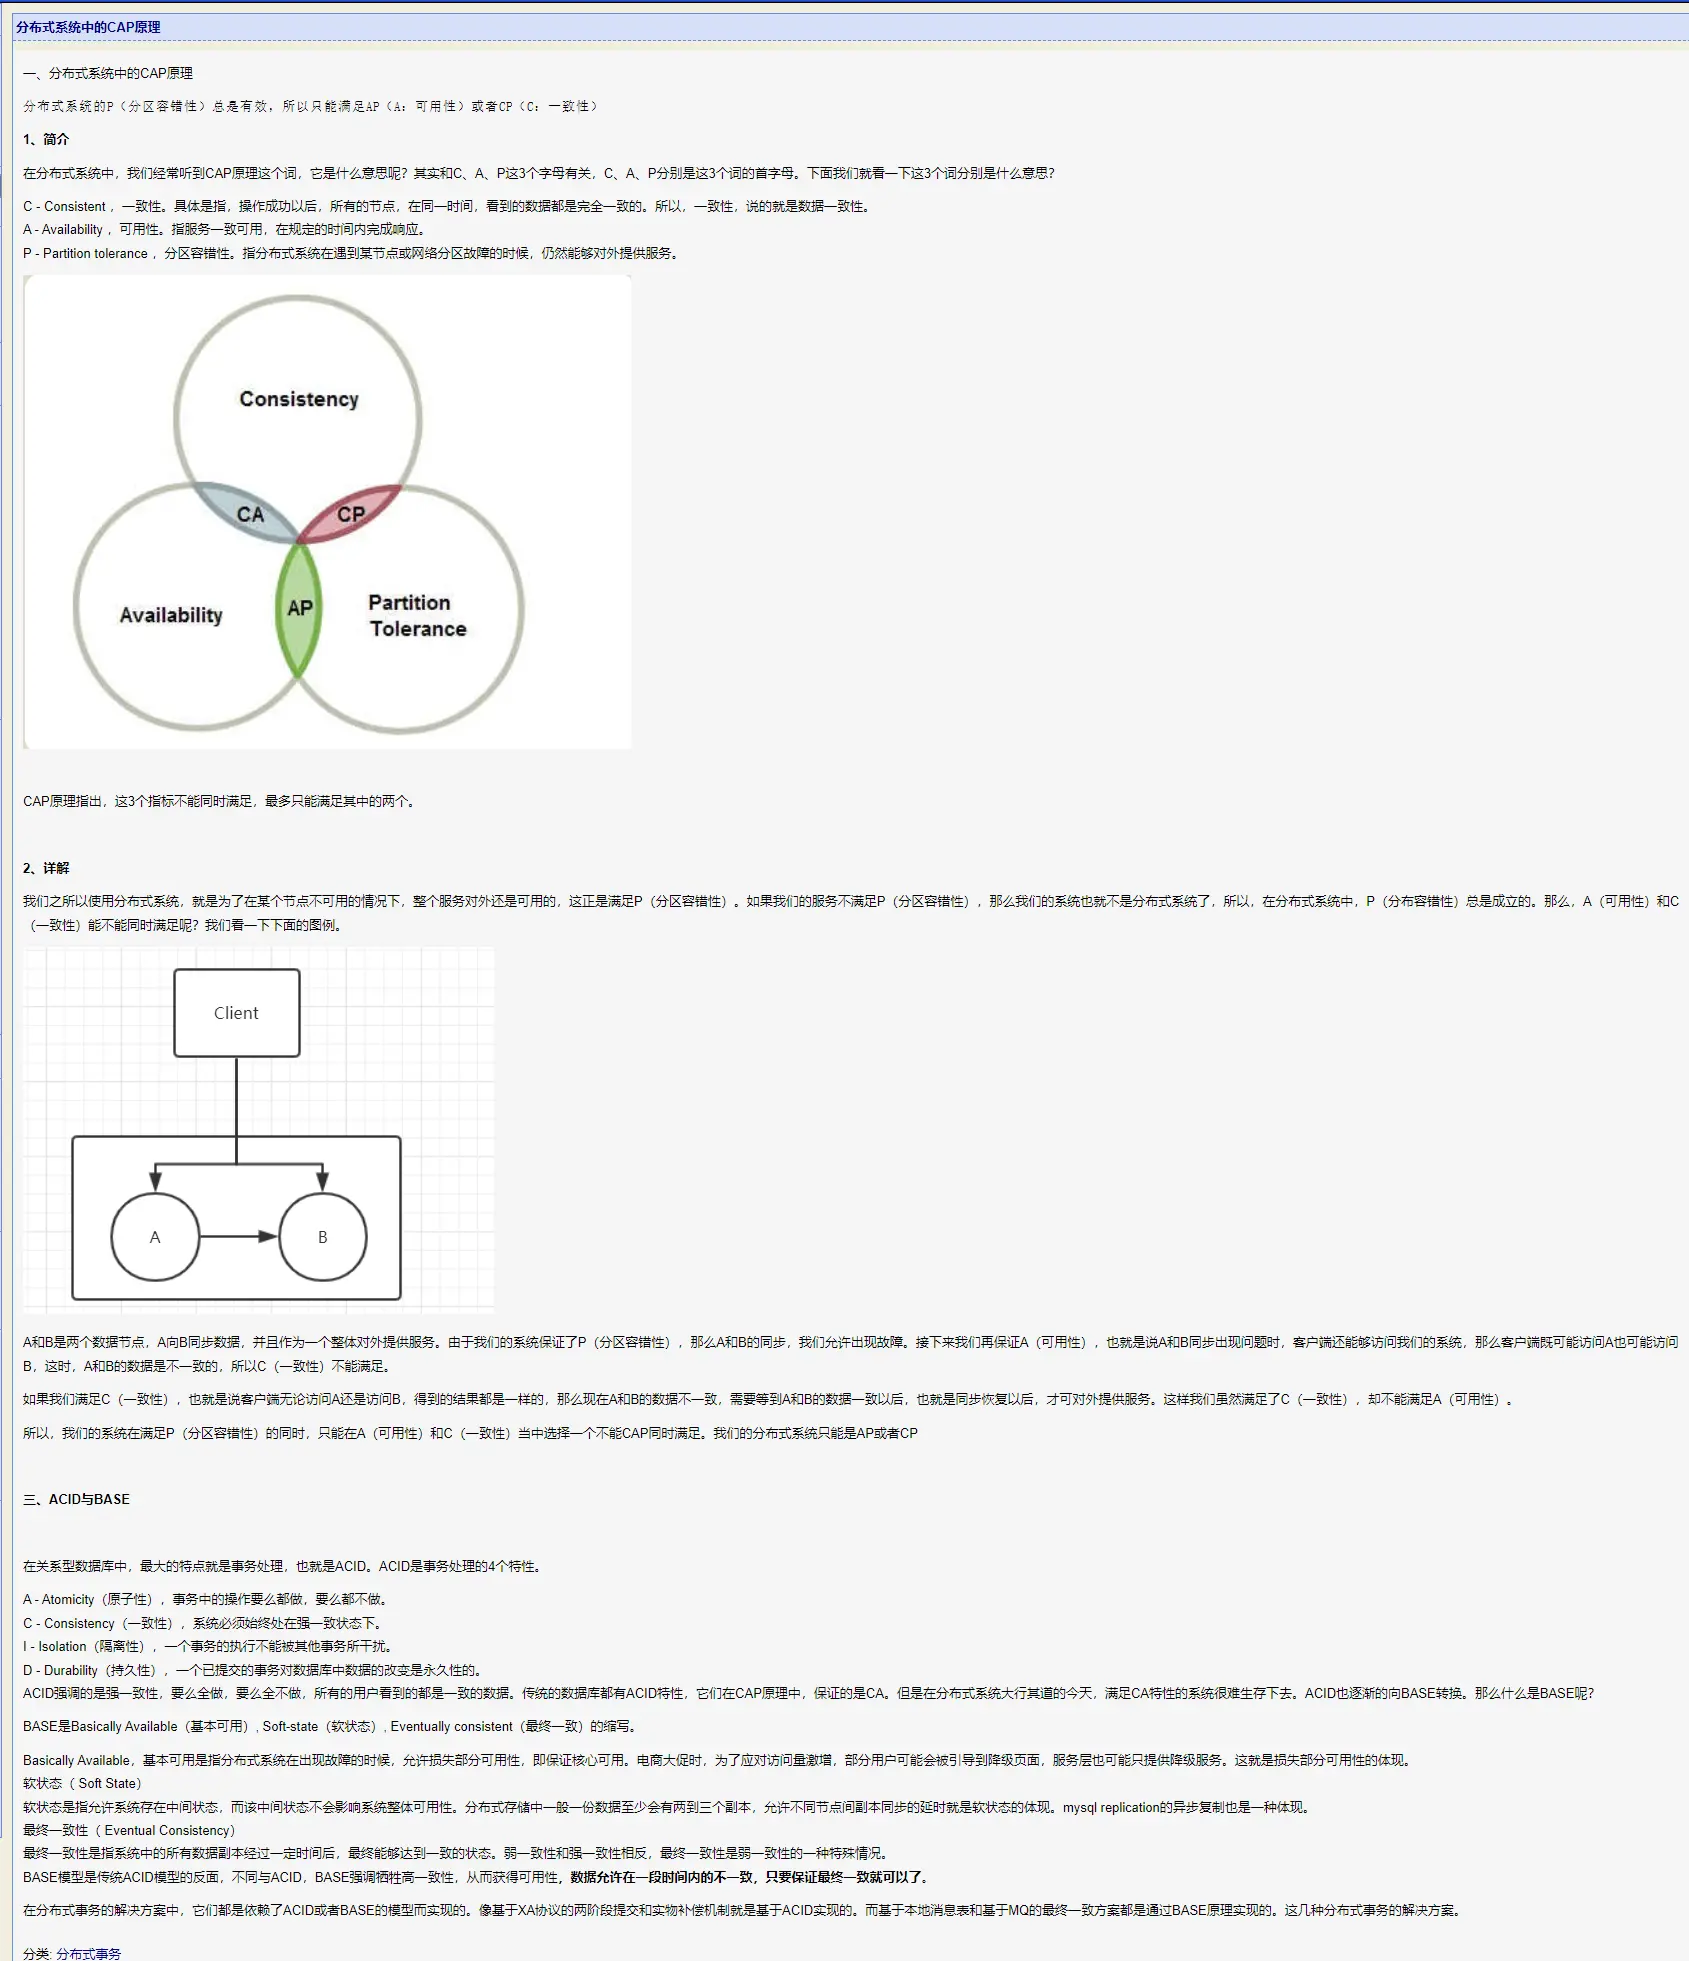 分布式系统中的CAP原理
一、分布式系统中的CAP原理
分布式系统的P（分区容错性）总是有效，所以只能满足AP（A：可用性）或者CP（C：一致性）
1、简介
在分布式系统中，我们经常听到CAP原理这个词，它是什么意思呢？其实和C、A、P这3个字母有关，C、A、P分别是这3个词的首字母。下面我们就看一下这3个词分别是什么意思？
C - Consistent ，一致性。具体是指，操作成功以后，所有的节点，在同一时间，看到的数据都是完全一致的。所以，一致性，说的就是数据一致性。
A - Availability ，可用性。指服务一致可用，在规定的时间内完成响应。
P - Partition tolerance ，分区容错性。指分布式系统在遇到某节点或网络分区故障的时候，仍然能够对外提供服务。
Consistency
CA
CP
Availability
AP
Partition
Tolerance
CAP原理指出，这3个指标不能同时满足，最多只能满足其中的两个。
2、详解
我们之所以使用分布式系统，就是为了在某个节点不可用的情况下，整个服务对外还是可用的，这正是满足P（分区容错性）。如果我们的服务不满足P（分区容错性），那么我们的系统也就不是分布式系统了，所以，在分布式系统中，P（分布容错性）总是成立的。那么，A（可用性）和C
（一致性）能不能同时满足呢？我们看一下下面的图例。
Client
A
B
A和B是两个数据节点，A向B同步数据，并且作为一个整体对外提供服务。由于我们的系统保证了P（分区容错性），那么A和B的同步，我们允许出现故障。接下来我们再保证A（可用性），也就是说A和B同步出现问题时，客户端还能够访问我们的系统，那么客户端既可能访问A也可能访问
B，这时，A和B的数据是不一致的，所以C（一致性）不能满足。
如果我们满足C（一致性），也就是说客户端无论访问A还是访问B，得到的结果都是一样的，那么现在A和B的数据不一致，需要等到A和B的数据一致以后，也就是同步恢复以后，才可对外提供服务。这样我们虽然满足了C（一致性），却不能满足A（可用性）。
所以，我们的系统在满足P（分区容错性）的同时，只能在A（可用性）和C（一致性）当中选择一个不能CAP同时满足。我们的分布式系统只能是AP或者CP
三、ACID与BASE
在关系型数据库中，最大的特点就是事务处理，也就是ACID。ACID是事务处理的4个特性。
A - Atomicity（原子性），事务中的操作要么都做，要么都不做。
C - Consistency（一致性），系统必须始终处在强一致状态下。
I - Isolation（隔离性），一个事务的执行不能被其他事务所干扰。
D - Durability（持久性），一个已提交的事务对数据库中数据的改变是永久性的。
ACID强调的是强一致性，要么全做，要么全不做，所有的用户看到的都是一致的数据。传统的数据库都有ACID特性，它们在CAP原理中，保证的是CA。但是在分布式系统大行其道的今天，满足CA特性的系统很难生存下去。ACID也逐渐的向BASE转换。那么什么是BASE呢？
BASE是Basically Available（基本可用）, Soft-state（软状态）, Eventually consistent（最终一致）的缩写。
Basically Available，基本可用是指分布式系统在出现故障的时候，允许损失部分可用性，即保证核心可用。电商大促时，为了应对访问量激增，部分用户可能会被引导到降级页面，服务层也可能只提供降级服务。这就是损失部分可用性的体现。
软状态（ Soft State）
软状态是指允许系统存在中间状态，而该中间状态不会影响系统整体可用性。分布式存储中一般一份数据至少会有两到三个副本，允许不同节点间副本同步的延时就是软状态的体现。mysql replication的异步复制也是一种体现。
最终一致性（ Eventual Consistency）
最终一致性是指系统中的所有数据副本经过一定时间后，最终能够达到一致的状态。弱一致性和强一致性相反，最终一致性是弱一致性的一种特殊情况。
BASE模型是传统ACID模型的反面，不同与ACID，BASE强调牺牲高一致性，从而获得可用性，数据允许在一段时间内的不一致，只要保证最终一致就可以了。
在分布式事务的解决方案中，它们都是依赖了ACID或者BASE的模型而实现的。像基于XA协议的两阶段提交和实物补偿机制就是基于ACID实现的。而基于本地消息表和基于MQ的最终一致方案都是通过BASE原理实现的。这几种分布式事务的解决方案。
分类: 分布式事务